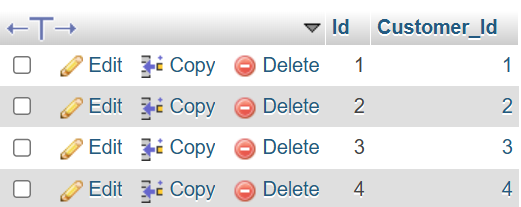 Id Customer_Id
Edit Copy Delete 1 1
Edit Copy Delete 2 2
Edit Copy Delete 3 3
Edit Copy Delete 4 4